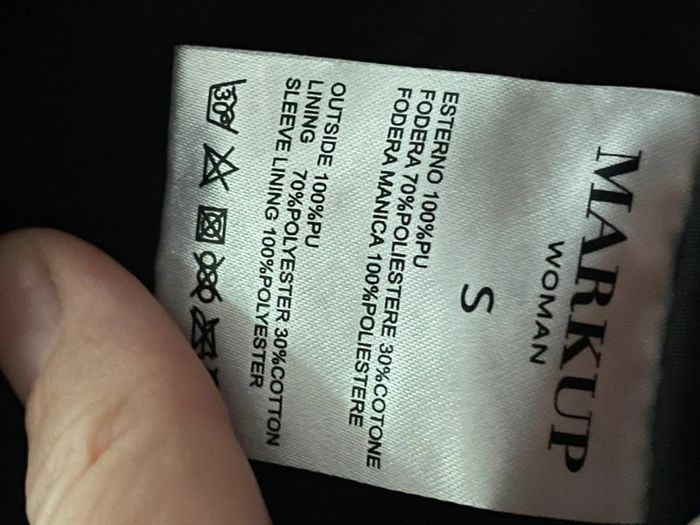 MARKUP
WOMAN
S
ESTERNO 100%PU
FODERA 70%POLIESTERE 30%COTONE
FODERA MANICA 100%POLIESTERE
OUTSIDE 100%PU
LINING 70%POLYESTER 30%COTTON
SLEEVE LINING 100%POLYESTER
30°